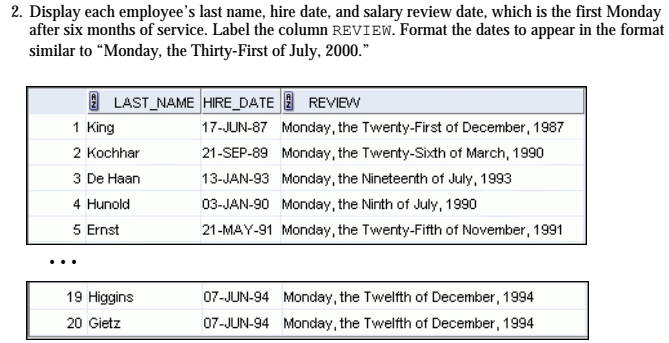 2. Display each employee's last name, hire date, and salary review date, which is the first Monday
after six months of service. Label the column REVIEW. Format the dates to appear in the format
similar to “Monday, the Thirty-First of July, 2000.”
LAST_NAME HIRE_DATE REVIEW
1 King 17-JUN-87 Monday, the Twenty-First of December, 1987
2 Kochhar 21-SEP-89 Monday, the Twenty-Sixth of March, 1990
3 De Haan 13-JAN-93 Monday, the Nineteenth of July, 1993
4 Hunold 03-JAN-90 Monday, the Ninth of July, 1990
5 Ernst 21-MAY-91 Monday, the Twenty-Fifth of November, 1991
...
19 Higgins 07-JUN-94 Monday, the Twelfth of December, 1994
20 Gietz 07-JUN-94 Monday, the Twelfth of December, 1994